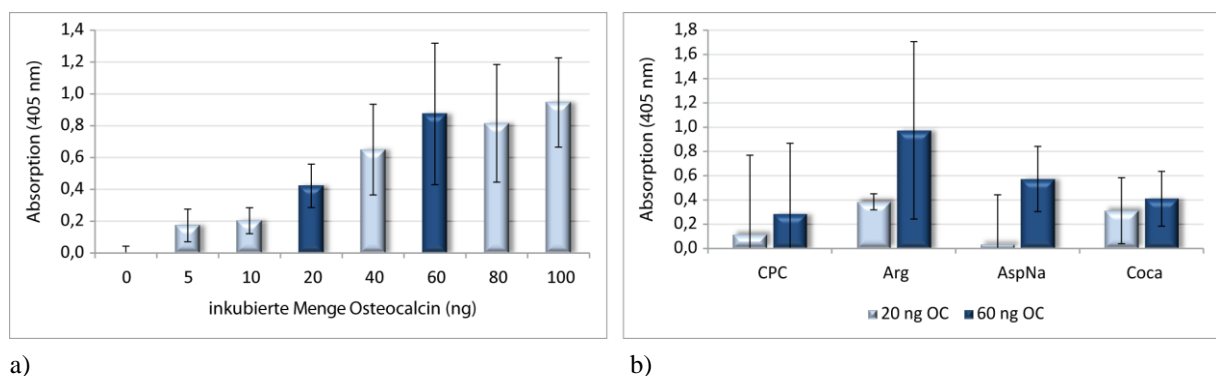 1,4
1,2
1,0
0,8
0,6
0,4
0,2
0,0
Absorption (405 nm)
0 5 10 20 40 60 80 100
inkubierte Menge Osteocalcin (ng)
a)
1,8
1,6
1,4
1,2
1,0
0,8
0,6
0,4
0,2
0,0
Absorption (405 nm)
CPC Arg AspNa Coca
20 ng OC 60 ng OC
b)